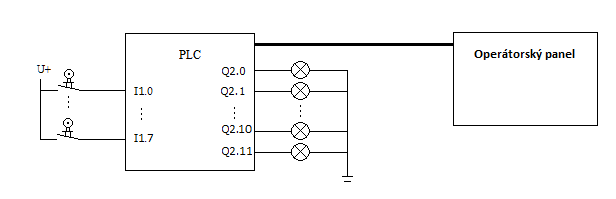 PLC
Operátorský panel
U+
Q2.0
I1.0
Q2.1
Q2.10
I1.7
Q2.11